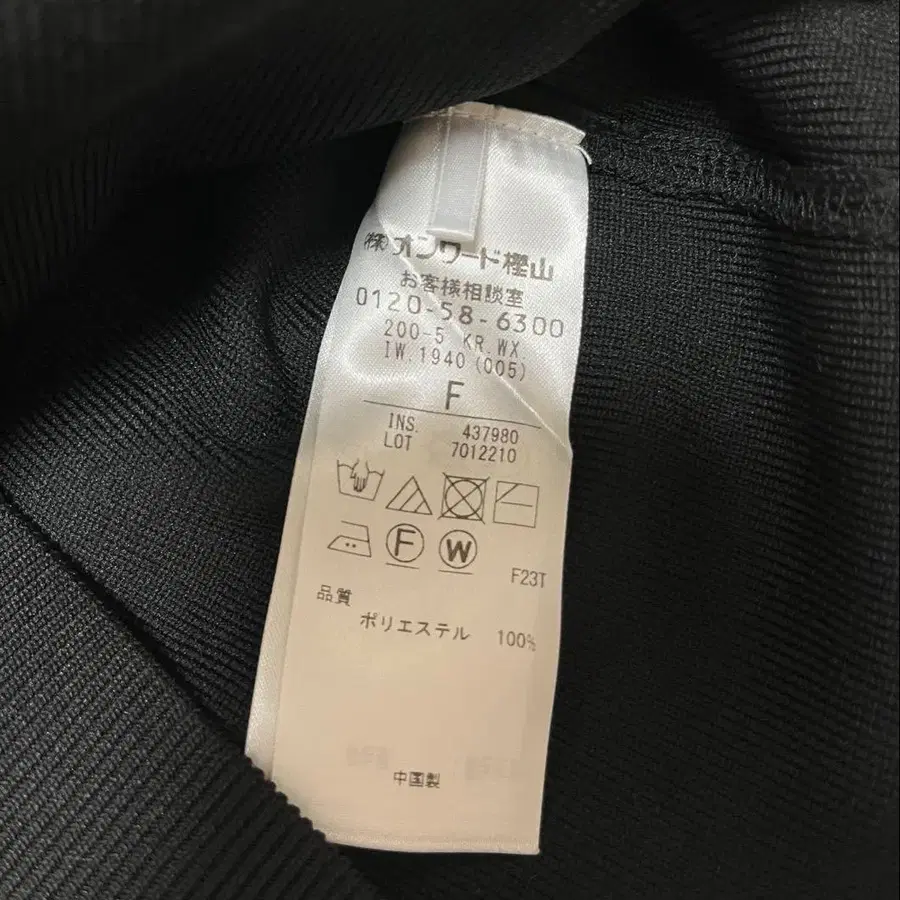 (株)オンワード樫山
お客様相談室
0120-58-6300
200-5 KR.WX.
IW.1940(005)
F
INS. 437980
LOT 7012210
F W
F23T
品質
ポリエステル 100%
中国製